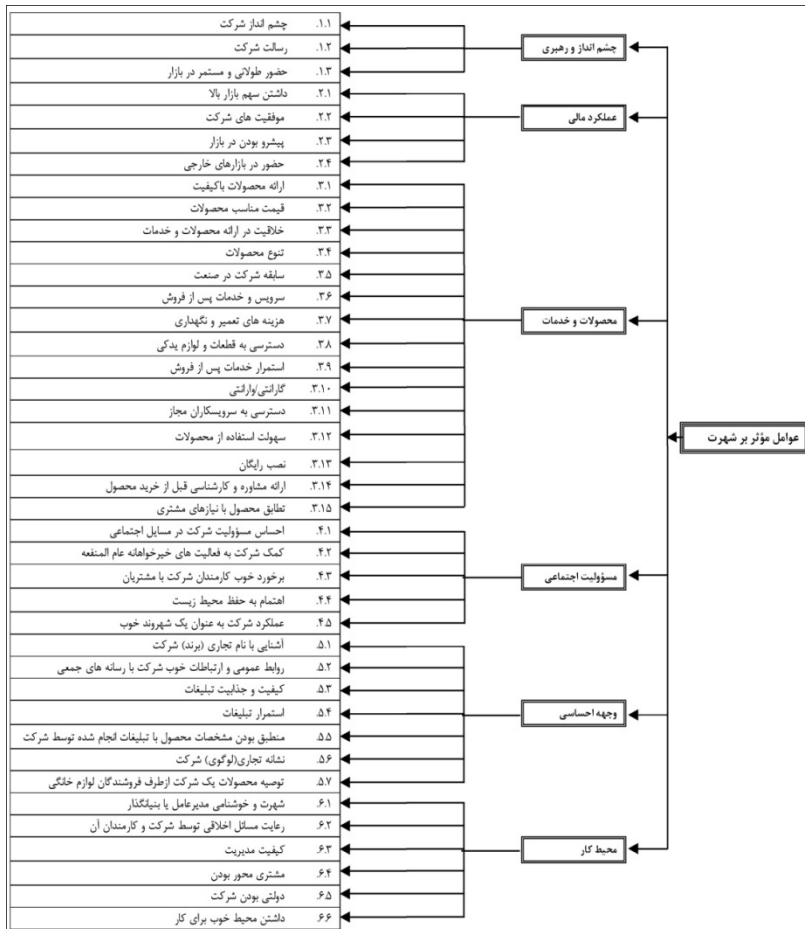 عوامل مؤثر بر شهرت
چشم انداز و رهبری
۱.۱. چشم انداز شرکت
۱.۲. رسالت شرکت
۱.۳. حضور طولانی و مستمر در بازار
عملکرد مالی
۲.۱. داشتن سهم بازار بالا
۲.۲. موفقیت های شرکت
۲.۳. پیشرو بودن در بازار
۲.۴. حضور در بازارهای خارجی
محصولات و خدمات
۳.۱. ارائه محصولات باکیفیت
۳.۲. قیمت مناسب محصولات
۳.۳. خلاقیت در ارائه محصولات و خدمات
۳.۴. تنوع محصولات
۳.۵. سابقه شرکت در صنعت
۳.۶. سرویس و خدمات پس از فروش
۳.۷. هزینه های تعمیر و نگهداری
۳.۸. دسترسی به قطعات و لوازم یدکی
۳.۹. استمرار خدمات پس از فروش
۳.۱۰. گارانتی/وارانتی
۳.۱۱. دسترسی به سرویسکاران مجاز
۳.۱۲. سهولت استفاده از محصولات
۳.۱۳. نصب رایگان
۳.۱۴. ارائه مشاوره و کارشناسی قبل از خرید محصول
۳.۱۵. تطابق محصول با نیازهای مشتری
مسؤولیت اجتماعی
۴.۱. احساس مسؤولیت شرکت در مسایل اجتماعی
۴.۲. کمک شرکت به فعالیت های خیرخواهانه عام المنفعه
۴.۳. برخورد خوب کارمندان شرکت با مشتریان
۴.۴. اهتمام به حفظ محیط زیست
۴.۵. عملکرد شرکت به عنوان یک شهروند خوب
وجهه احساسی
۵.۱. آشنایی با نام تجاری (برند) شرکت
۵.۲. روابط عمومی و ارتباطات خوب شرکت با رسانه های جمعی
۵.۳. کیفیت و جذابیت تبلیغات
۵.۴. استمرار تبلیغات
۵.۵. منطبق بودن مشخصات محصول با تبلیغات انجام شده توسط شرکت
۵.۶. نشانه تجاری(لوگوی) شرکت
۵.۷. توصیه محصولات یک شرکت ازطرف فروشندگان لوازم خانگی
محیط کار
۶.۱. شهرت و خوشنامی مدیرعامل یا بنیانگذار
۶.۲. رعایت مسائل اخلاقی توسط شرکت و کارمندان آن
۶.۳. کیفیت مدیریت
۶.۴. مشتری محور بودن
۶.۵. دولتی بودن شرکت
۶.۶. داشتن محیط خوب برای کار